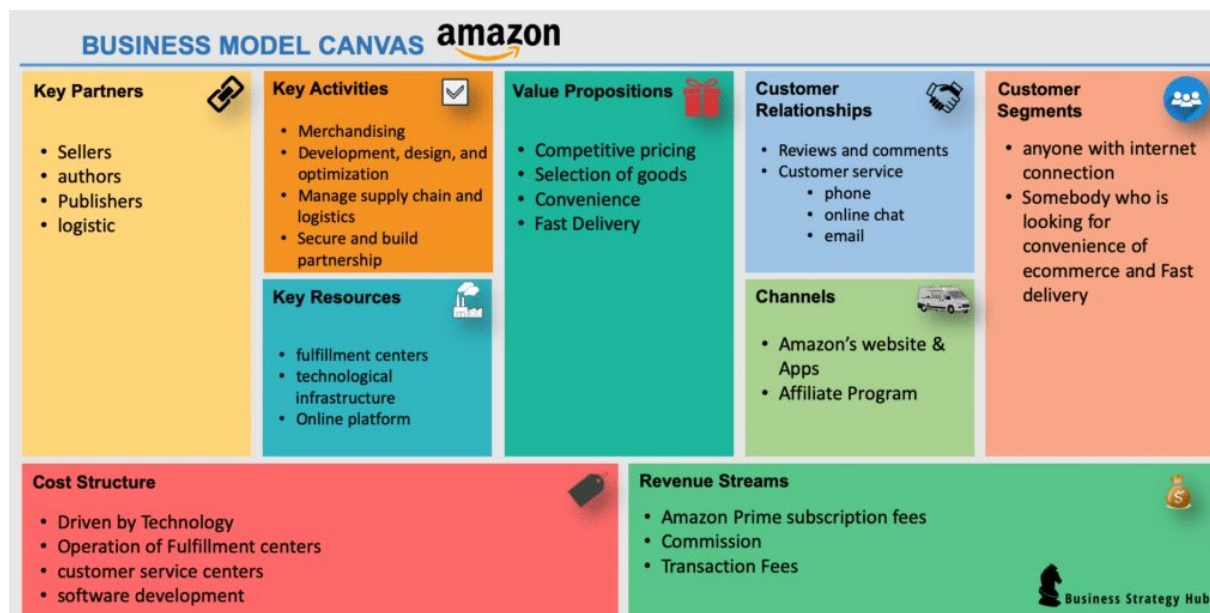 BUSINESS MODEL CANVAS amazon
Key Partners
• Sellers
• authors
• Publishers
• logistic
Key Activities
• Merchandising
• Development, design, and
optimization
• Manage supply chain and
logistics
• Secure and build
partnership
Key Resources
• fulfillment centers
• technological
infrastructure
• Online platform
Value Propositions
• Competitive pricing
• Selection of goods
• Convenience
• Fast Delivery
Customer
Relationships
• Reviews and comments
• Customer service
• phone
• online chat
• email
Channels
• Amazon's website &
Apps
• Affiliate Program
Customer
Segments
• anyone with internet
connection
• Somebody who is
looking for
convenience of
ecommerce and Fast
delivery
Cost Structure
• Driven by Technology
• Operation of Fulfillment centers
• customer service centers
• software development
Revenue Streams
• Amazon Prime subscription fees
• Commission
• Transaction Fees
$
Business Strategy Hub